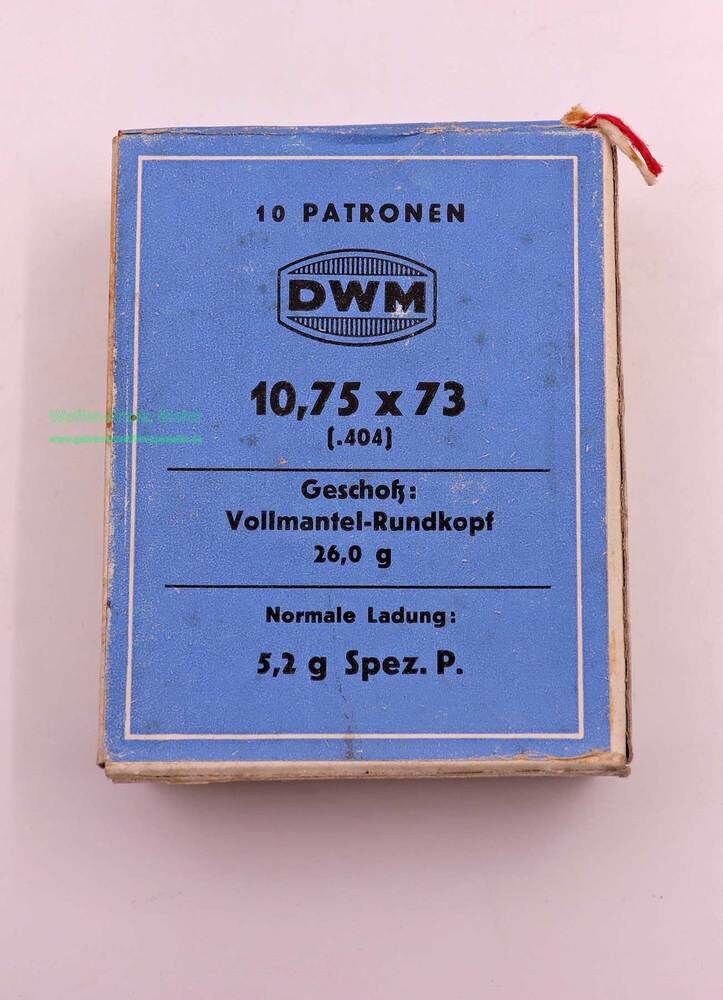 10 PATRONEN
DWM
10,75 x 73
(.404)
Geschoß:
Vollmantel-Rundkopf
26,0 g
Normale Ladung:
5,2 g Spez. P.